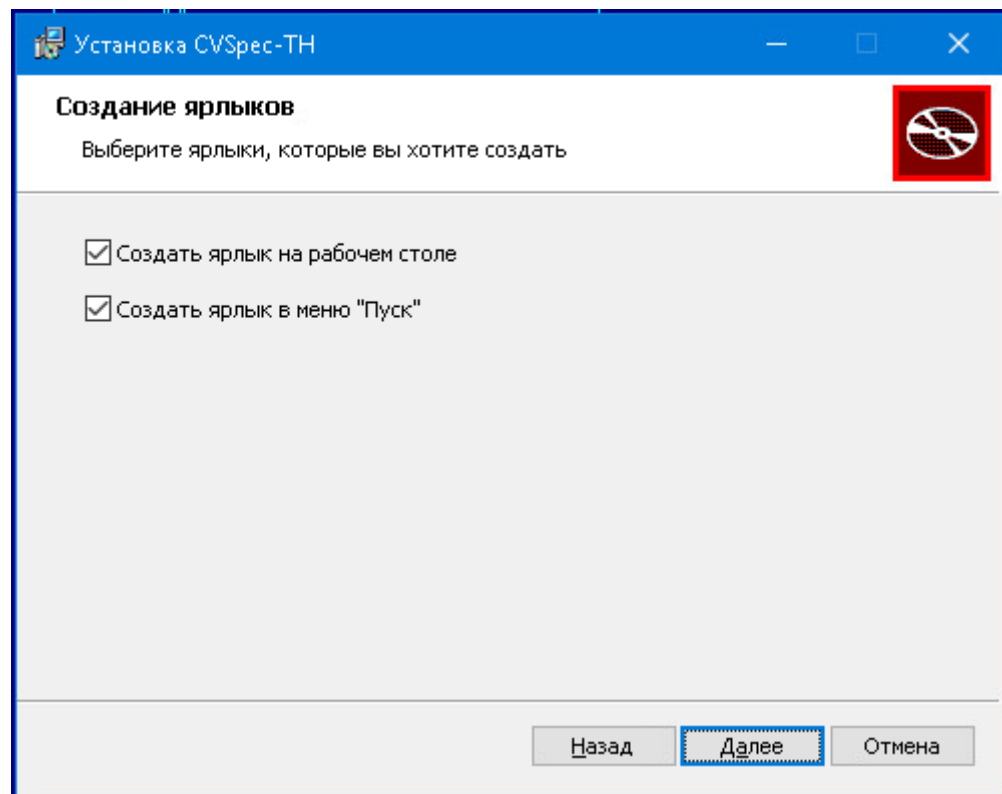 Установка CVSpec-TH
Создание ярлыков
Выберите ярлыки, которые вы хотите создать
Создать ярлык на рабочем столе
Создать ярлык в меню "Пуск"
Назад
Далее
Отмена